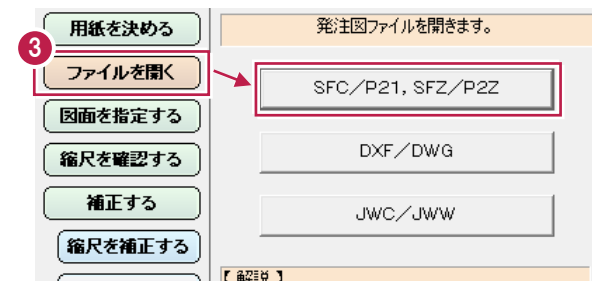 用紙を決める
発注図ファイルを開きます。
3
ファイルを開く
SFC／P21，SFZ／P2Z
図面を指定する
縮尺を確認する
DXF／DWG
補正する
JWC／JWW
縮尺を補正する
【 解説 】